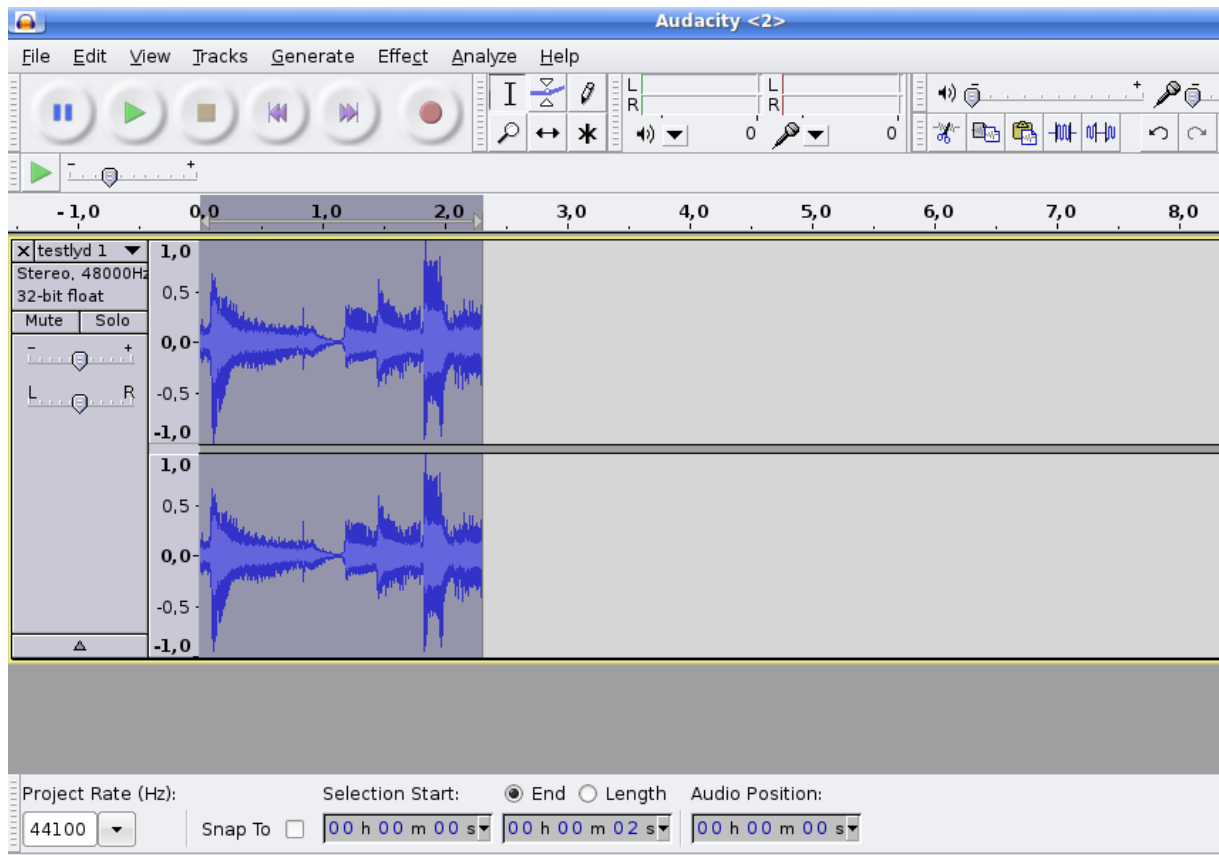 Audacity <2>
File Edit View Tracks Generate Effect Analyze Help
L
R
L
R
0
0
- + - +
- 1,0 0,0 1,0 2,0 3,0 4,0 5,0 6,0 7,0 8,0
testlyd 1
Stereo, 48000Hz
32-bit float
Mute Solo
- +
L R
1,0
0,5
0,0
-0,5
-1,0
1,0
0,5
0,0
-0,5
-1,0
Project Rate (Hz): Selection Start: End Length Audio Position:
44100 Snap To 00 h 00 m 00 s 00 h 00 m 02 s 00 h 00 m 00 s